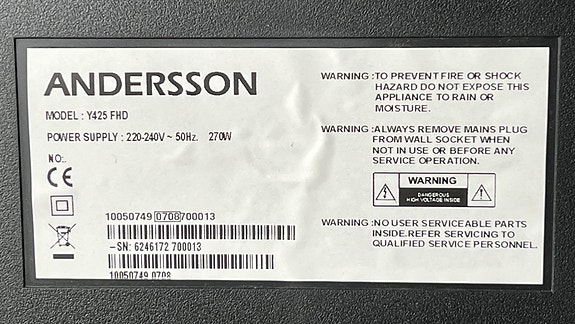 ANDERSSON
MODEL : Y425 FHD
POWER SUPPLY : 220-240V ~ 50Hz. 270W
NO:.
CE
10050749 0708 700013
-SN: 6246172 700013
10050749 0708
WARNING :TO PREVENT FIRE OR SHOCK
HAZARD DO NOT EXPOSE THIS
APPLIANCE TO RAIN OR
MOISTURE.
WARNING :ALWAYS REMOVE MAINS PLUG
FROM WALL SOCKET WHEN
NOT IN USE OR BEFORE ANY
SERVICE OPERATION.
WARNING
DANGEROUS
HIGH VOLTAGE INSIDE
WARNING :NO USER SERVICEABLE PARTS
INSIDE.REFER SERVICING TO
QUALIFIED SERVICE PERSONNEL.